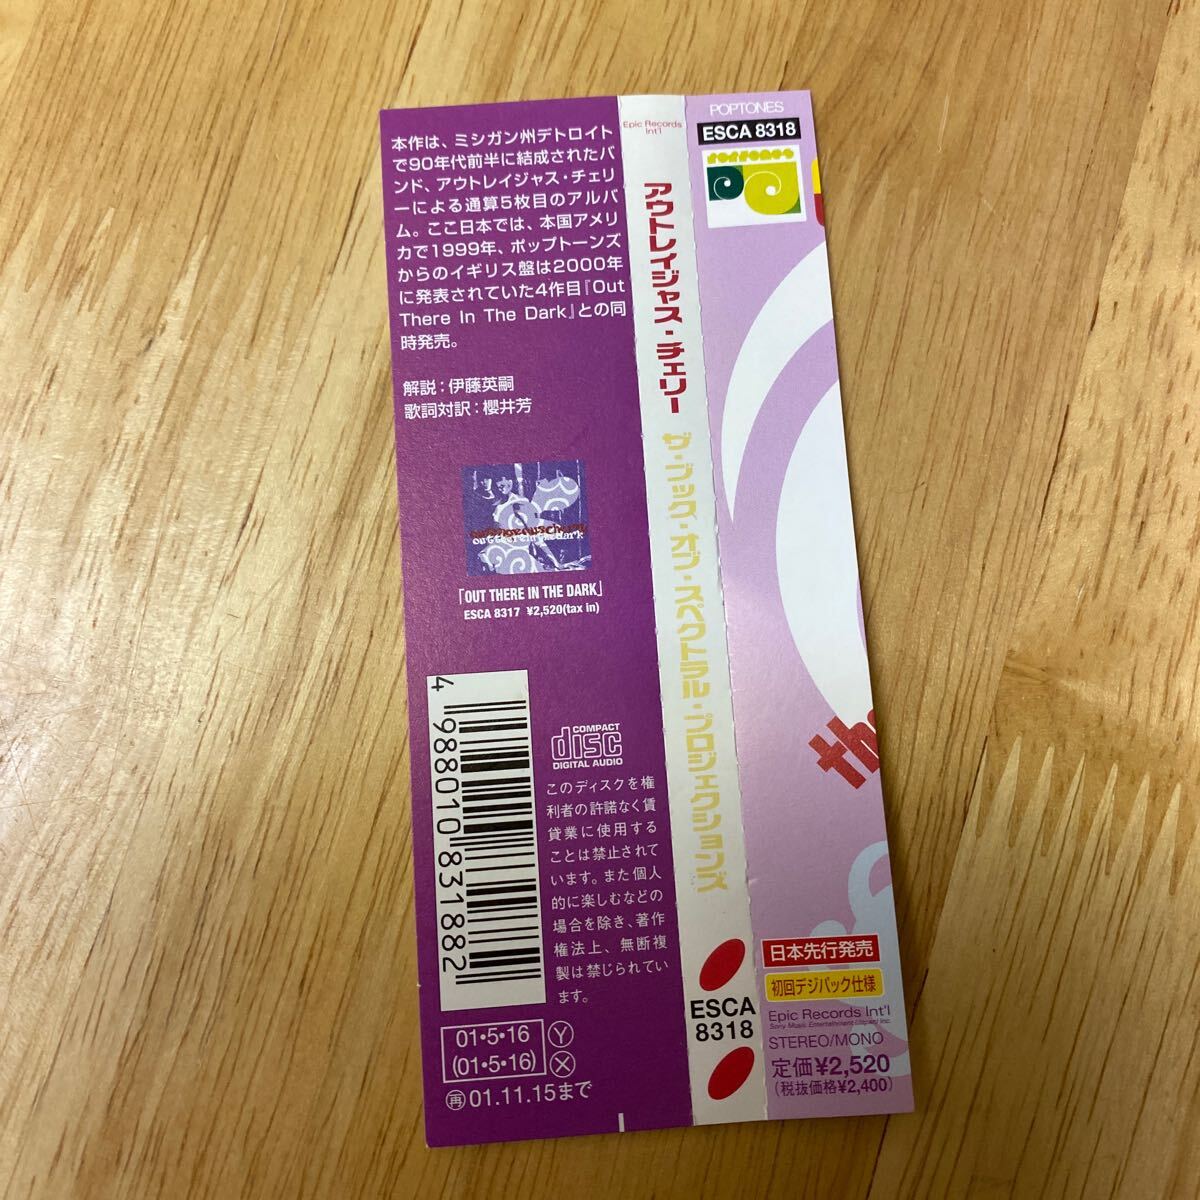 本作は、ミシガン州デトロイト
で90年代前半に結成されたバ
ンド、アウトレイジャス・チェリ
ーによる通算5枚目のアルバ
ム。ここ日本では、本国アメリ
カで1999年、ポップトーンズ
からのイギリス盤は2000年
に発表されていた4作目『Out
There In The Dark』との同
時発売。
解説：伊藤英嗣
歌詞対訳：櫻井芳
outrageouscherry
outthereinthedark
「OUT THERE IN THE DARK」
ESCA 8317 ¥2,520(tax in)
4 988010 831882
COMPACT
disc
DIGITAL AUDIO
このディスクを権
利者の許諾なく賃
貸業に使用する
ことは禁止されて
います。また個人
的に楽しむなどの
場合を除き、著作
権法上、無断複
製は禁じられてい
ます。
01•5•16
(01•5•16)
Y
X
再01.11.15まで
Epic Records
Int'l
アウトレイジャス・チェリー
ザ・ブック・オブ・スペクトラル・プロジェクションズ
ESCA
8318
POPTONES
ESCA 8318
POPTONES
th
日本先行発売
初回デジパック仕様
Epic Records Int'l
Sony Music Entertainment (Japan) Inc.
STEREO/MONO
定価¥2,520
(税抜価格¥2,400)